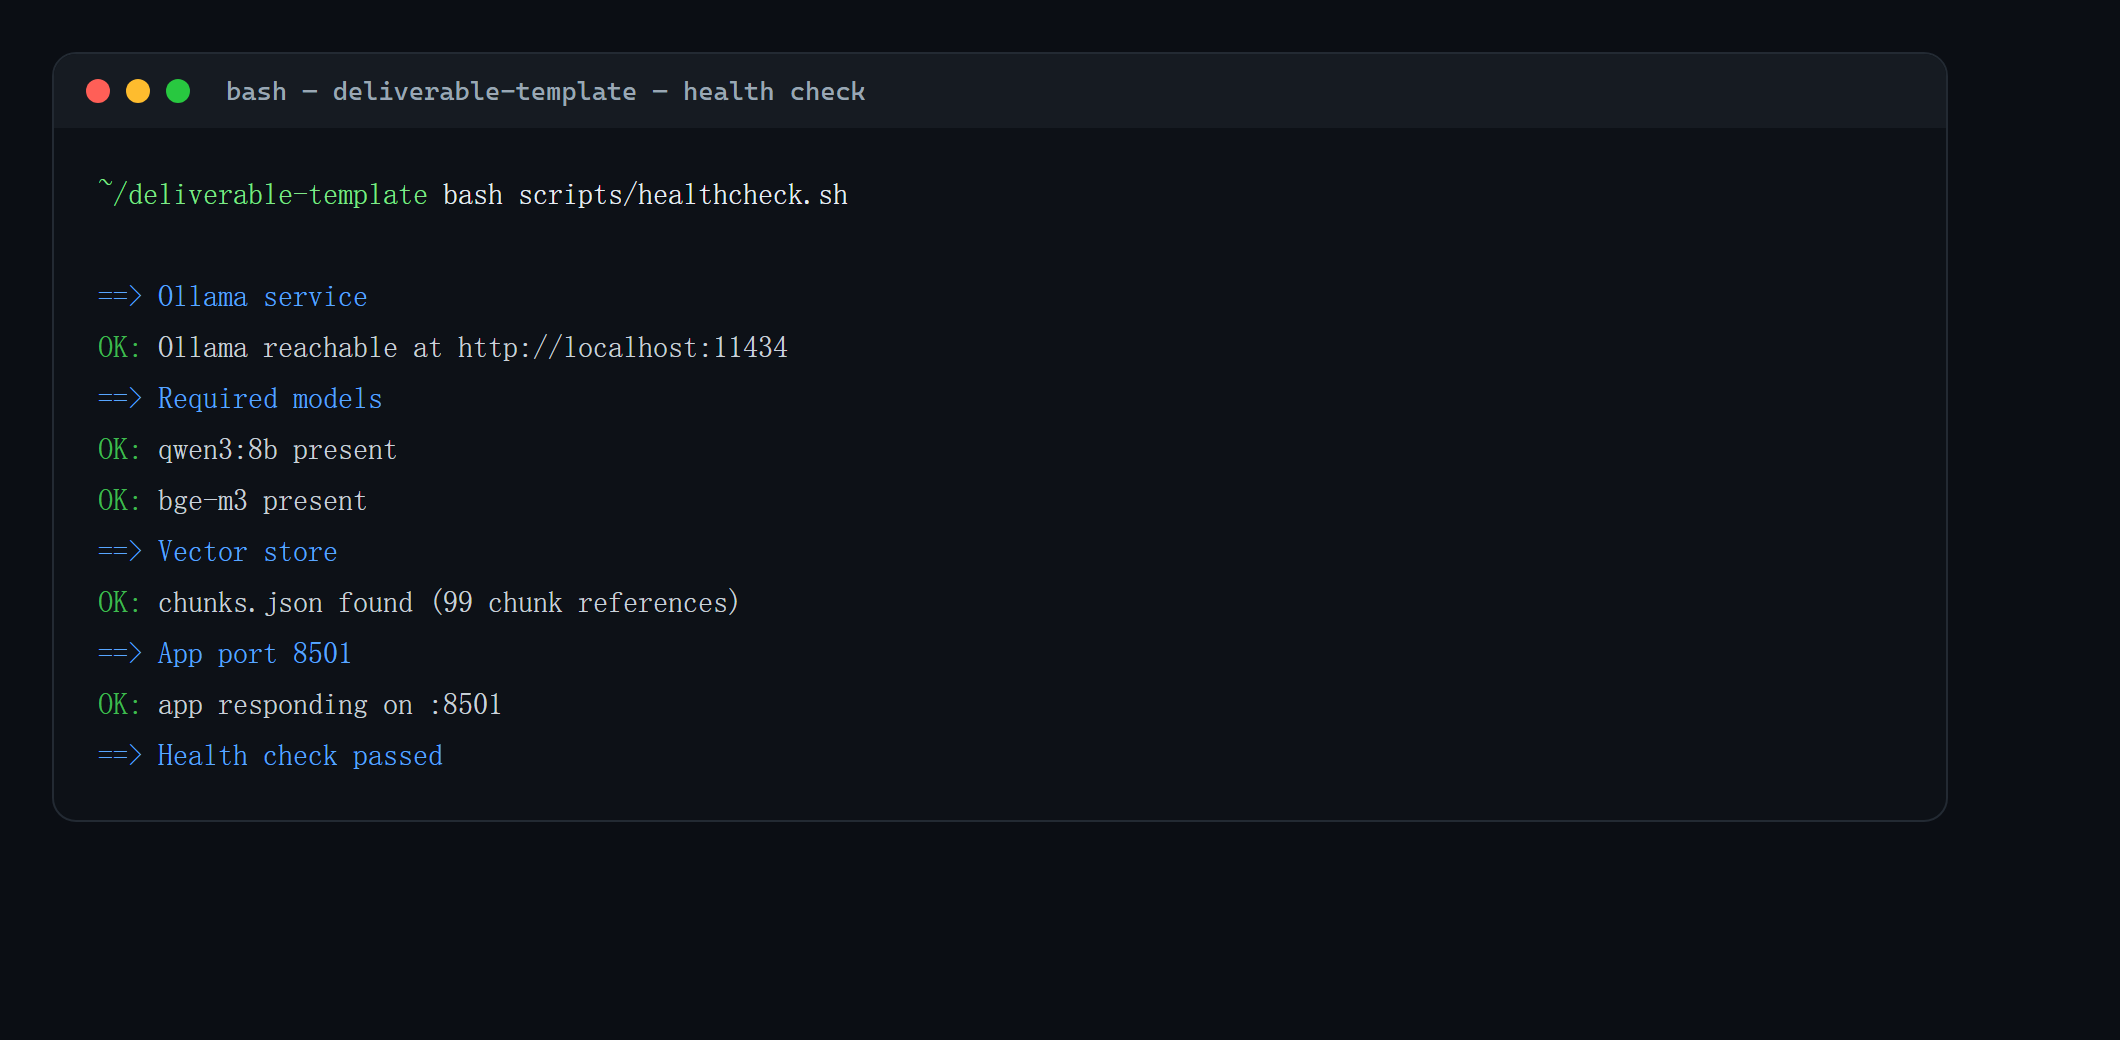 bash — deliverable-template — health check
~/deliverable-template bash scripts/healthcheck.sh
==> Ollama service
OK: Ollama reachable at http://localhost:11434
==> Required models
OK: qwen3:8b present
OK: bge-m3 present
==> Vector store
OK: chunks.json found (99 chunk references)
==> App port 8501
OK: app responding on :8501
==> Health check passed